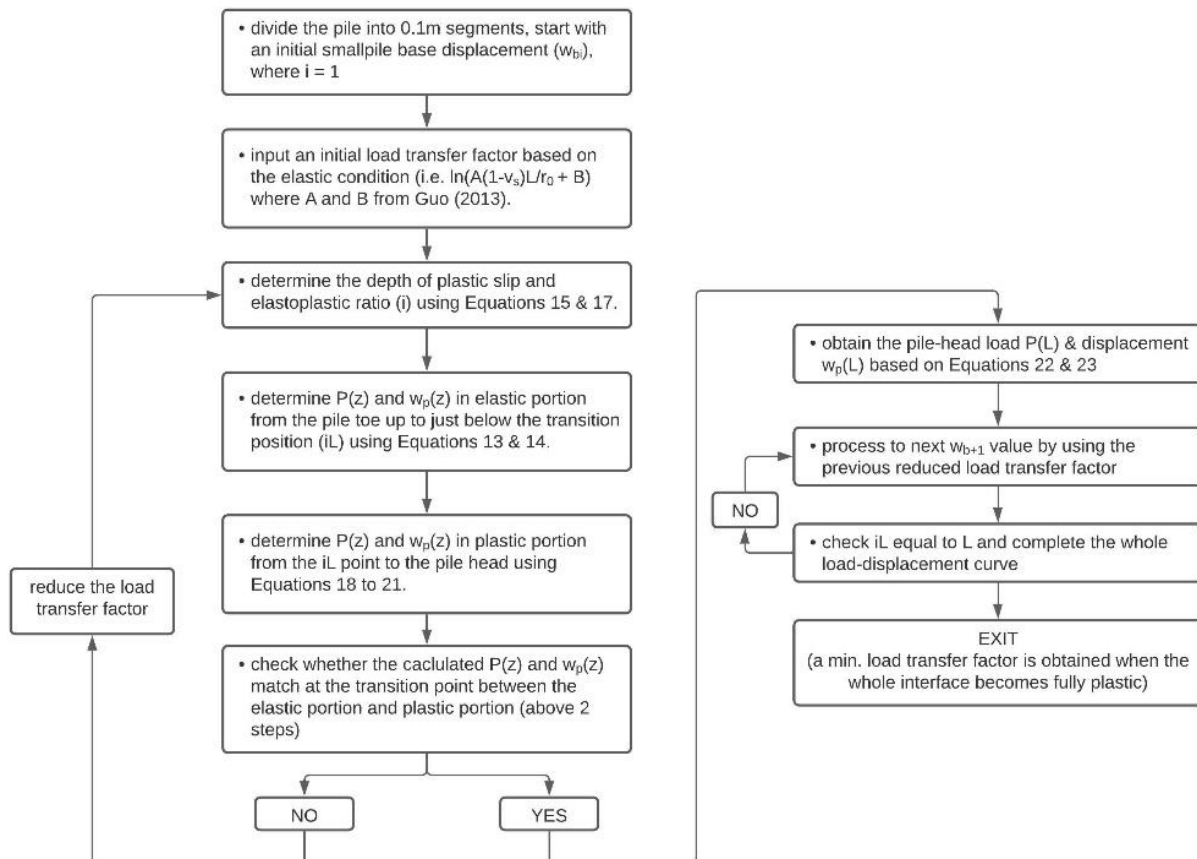 • divide the pile into 0.1m segments, start with
an initial smallpile base displacement (wbi),
where i = 1
• input an initial load transfer factor based on
the elastic condition (i.e. ln(A(1-vs)L/r0 + B)
where A and B from Guo (2013).
• determine the depth of plastic slip and
elastoplastic ratio (i) using Equations 15 & 17.
• determine P(z) and wp(z) in elastic portion
from the pile toe up to just below the transition
position (iL) using Equations 13 & 14.
• determine P(z) and wp(z) in plastic portion
from the iL point to the pile head using
Equations 18 to 21.
reduce the load
transfer factor
• check whether the caclulated P(z) and wp(z)
match at the transition point between the
elastic portion and plastic portion (above 2
steps)
NO
YES
• obtain the pile-head load P(L) & displacement
wp(L) based on Equations 22 & 23
• process to next wb+1 value by using the
previous reduced load transfer factor
NO
• check iL equal to L and complete the whole
load-displacement curve
EXIT
(a min. load transfer factor is obtained when the
whole interface becomes fully plastic)